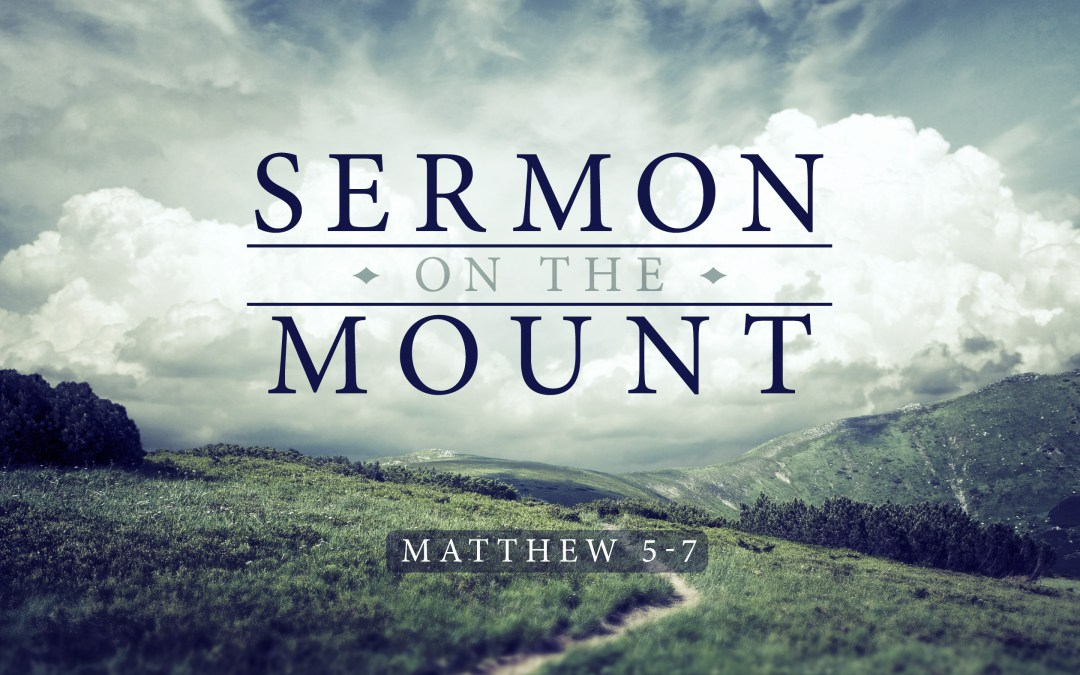 SERMON
ON THE
MOUNT
MATTHEW 5-7